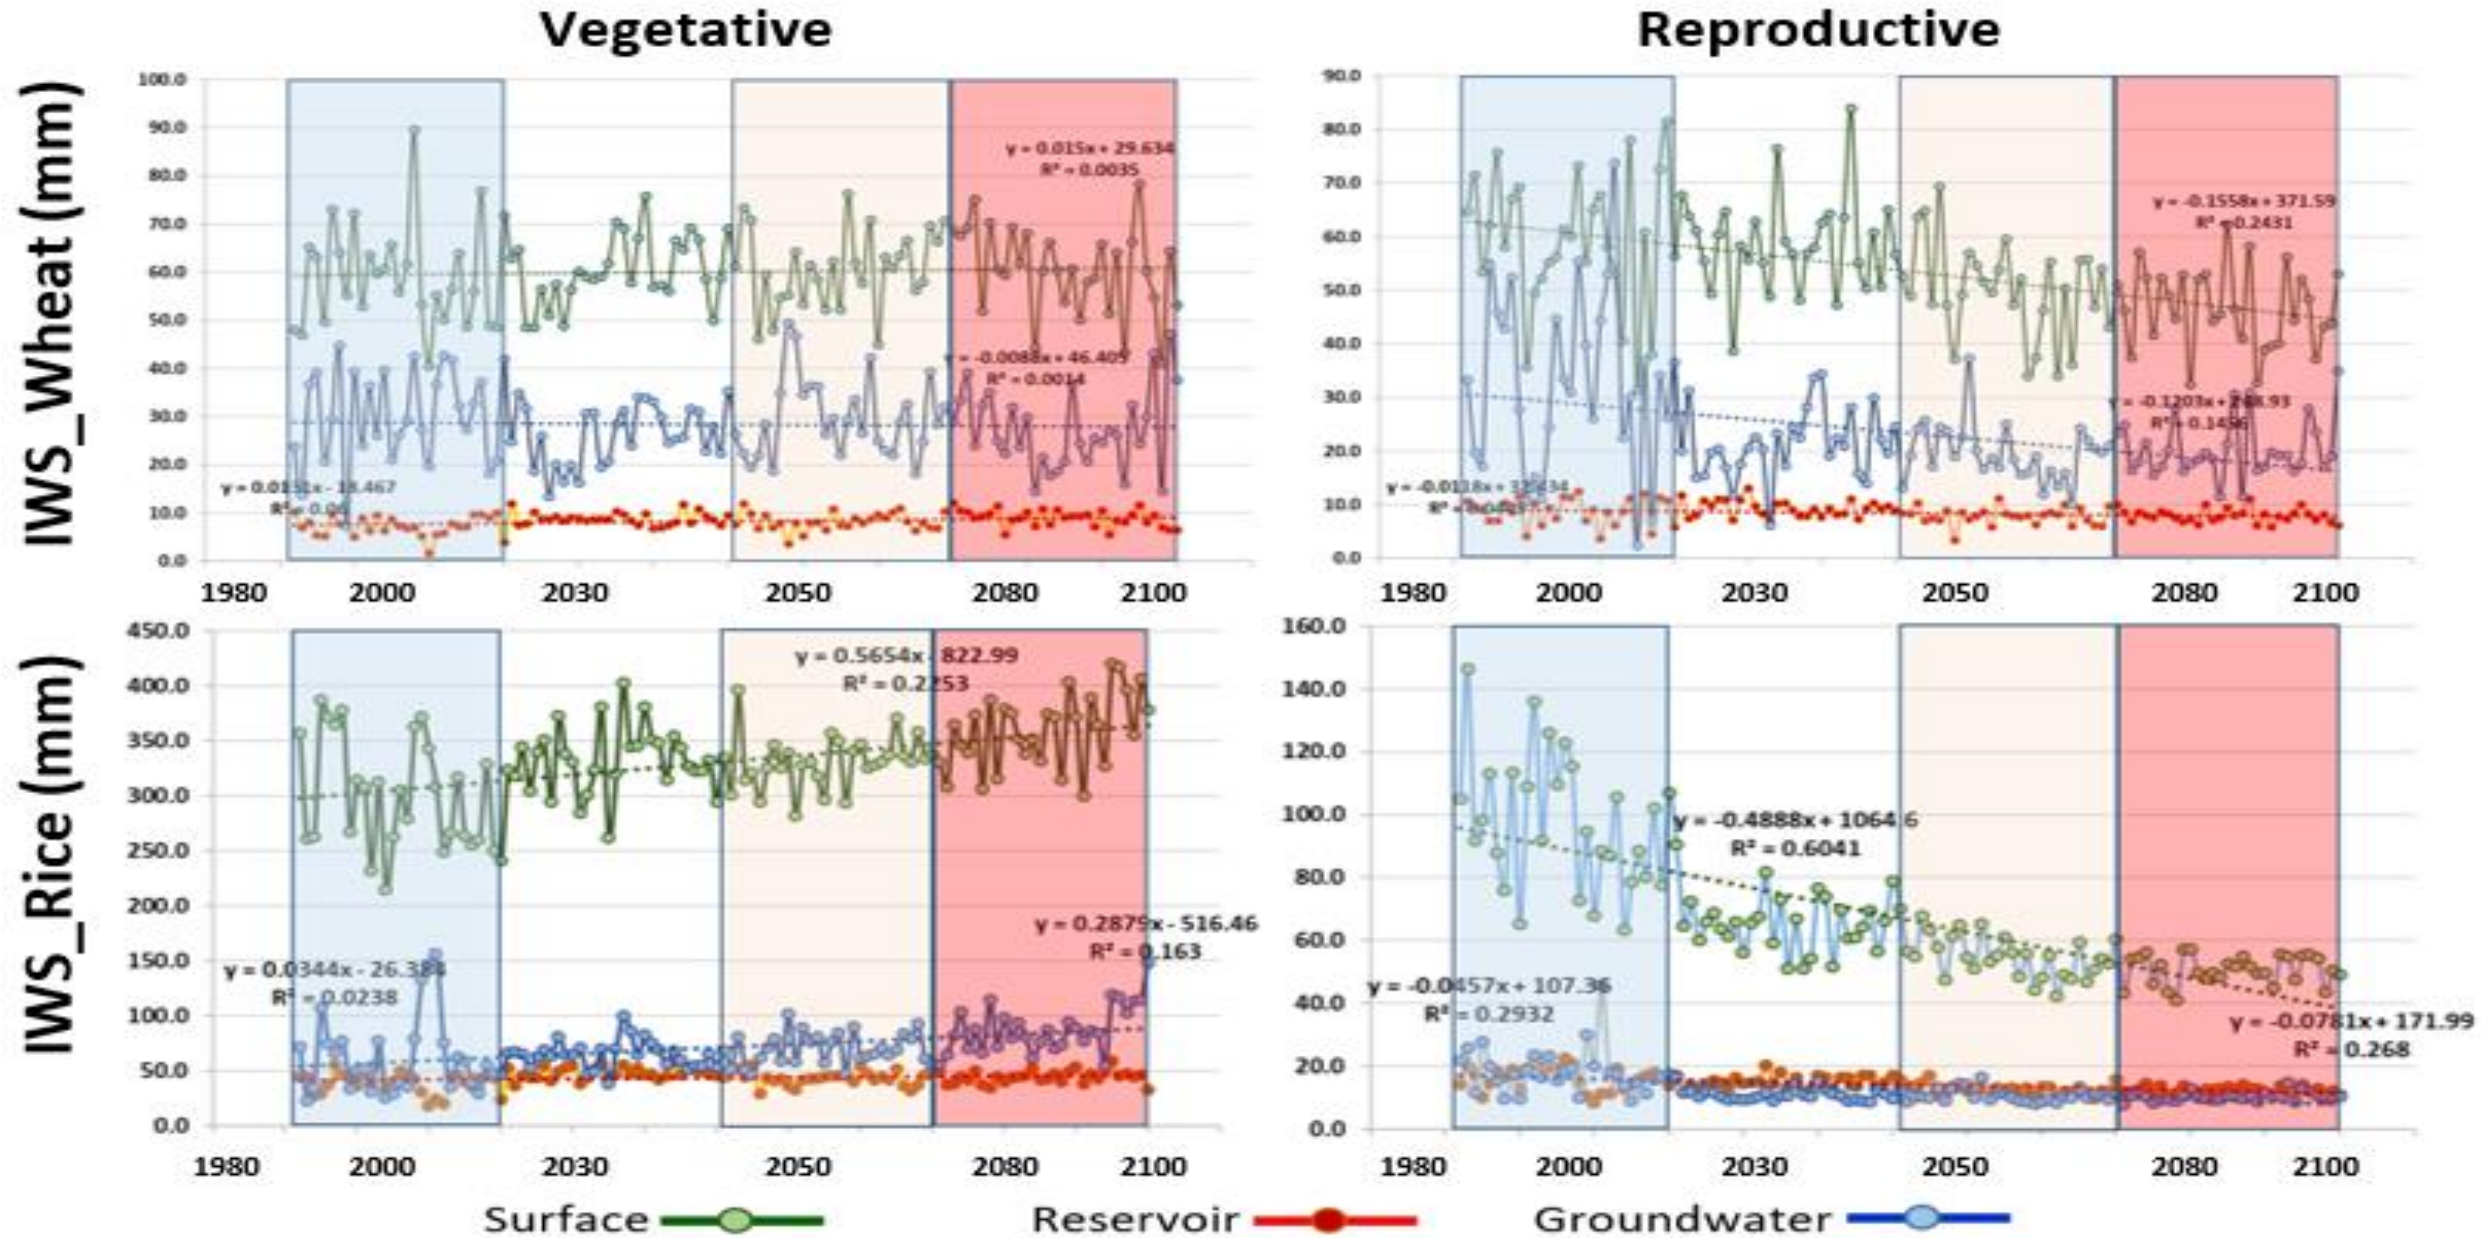 Vegetative
Reproductive
IWS_Wheat (mm)
100.0
90.0
80.0
70.0
60.0
50.0
40.0
30.0
20.0
10.0
0.0
y = 0.015x + 29.634
R² = 0.0035
y = -0.0088x + 46.405
R² = 0.0014
1980 2000 2030 2050 2080 2100
90.0
80.0
70.0
60.0
50.0
40.0
30.0
20.0
10.0
0.0
y = -0.1558x + 371.59
R² = 0.2431
1980 2000 2030 2050 2080 2100
IWS_Rice (mm)
450.0
400.0
350.0
300.0
250.0
200.0
150.0
100.0
50.0
0.0
y = 0.5654x - 822.99
R² = 0.2253
y = 0.2879x - 516.46
R² = 0.163
R² = 0.0238
1980 2000 2030 2050 2080 2100
160.0
140.0
120.0
100.0
80.0
60.0
40.0
20.0
0.0
y = -0.4888x + 1064.6
R² = 0.6041
y = -0.0457x + 107.36
R² = 0.2932
y = -0.0781x + 171.99
R² = 0.268
1980 2000 2030 2050 2080 2100
Surface Reservoir Groundwater